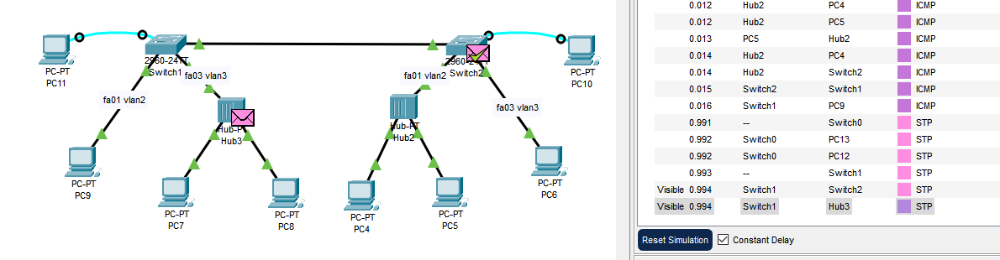 PC-PT
PC11
2960-24TT
Switch1
fa03 vlan3
fa01 vlan2
PC-PT
PC9
Hub-PT
Hub3
PC-PT
PC7
PC-PT
PC8
2960-24TT
Switch2
fa01 vlan2
PC-PT
PC10
fa03 vlan3
Hub-PT
Hub2
PC-PT
PC4
PC-PT
PC5
PC-PT
PC6
0.012 Hub2 PC4 ICMP
0.012 Hub2 PC5 ICMP
0.013 PC5 Hub2 ICMP
0.014 Hub2 PC4 ICMP
0.014 Hub2 Switch2 ICMP
0.015 Switch2 Switch1 ICMP
0.016 Switch1 PC9 ICMP
0.991 -- Switch0 STP
0.992 Switch0 PC13 STP
0.992 Switch0 PC12 STP
0.993 -- Switch1 STP
Visible 0.994 Switch1 Switch2 STP
Visible 0.994 Switch1 Hub3 STP
Reset Simulation Constant Delay